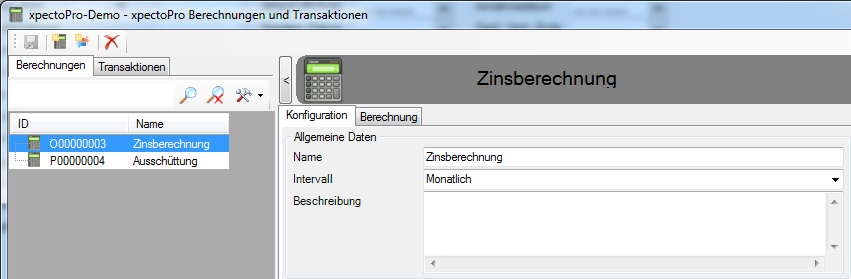 xpectoPro-Demo - xpectoPro Berechnungen und Transaktionen
Berechnungen Transaktionen
< Zinsberechnung
ID Name
O00000003 Zinsberechnung
P00000004 Ausschüttung
Konfiguration Berechnung
Allgemeine Daten
Name Zinsberechnung
Intervall Monatlich
Beschreibung